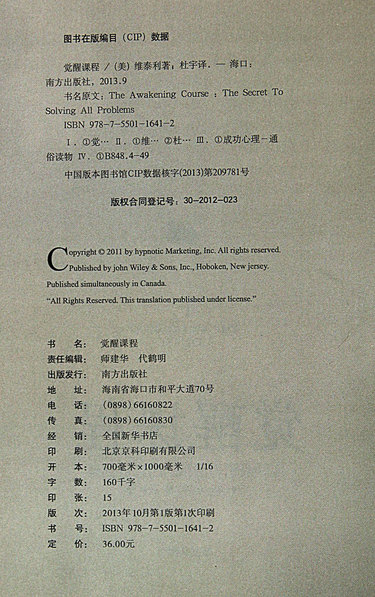 图书在版编目（CIP）数据
觉醒课程 /（美）维泰利著；杜宇译. — 海口：
南方出版社，2013.9
书名原文：The Awakening Course : The Secret To
Solving All Problems
ISBN 978-7-5501-1641-2
Ⅰ. ①觉… Ⅱ. ①维… ②杜… Ⅲ. ①成功心理－通
俗读物 Ⅳ. ①B848.4-49
中国版本图书馆CIP数据核字(2013)第209781号
版权合同登记号：30-2012-023
Copyright © 2011 by hypnotic Marketing, Inc. All rights reserved.
Published by john Wiley & Sons, Inc., Hoboken, New jersey.
Published simultaneously in Canada.
“All Rights Reserved. This translation published under license.”
书 名： 觉醒课程
责任编辑： 师建华 代鹤明
出版发行： 南方出版社
地 址： 海南省海口市和平大道70号
电 话： (0898) 66160822
传 真： (0898) 66160830
经 销： 全国新华书店
印 刷： 北京京科印刷有限公司
开 本： 700毫米×1000毫米 1/16
字 数： 160千字
印 张： 15
版 次： 2013年10月第1版第1次印刷
书 号： ISBN 978-7-5501-1641-2
定 价： 36.00元